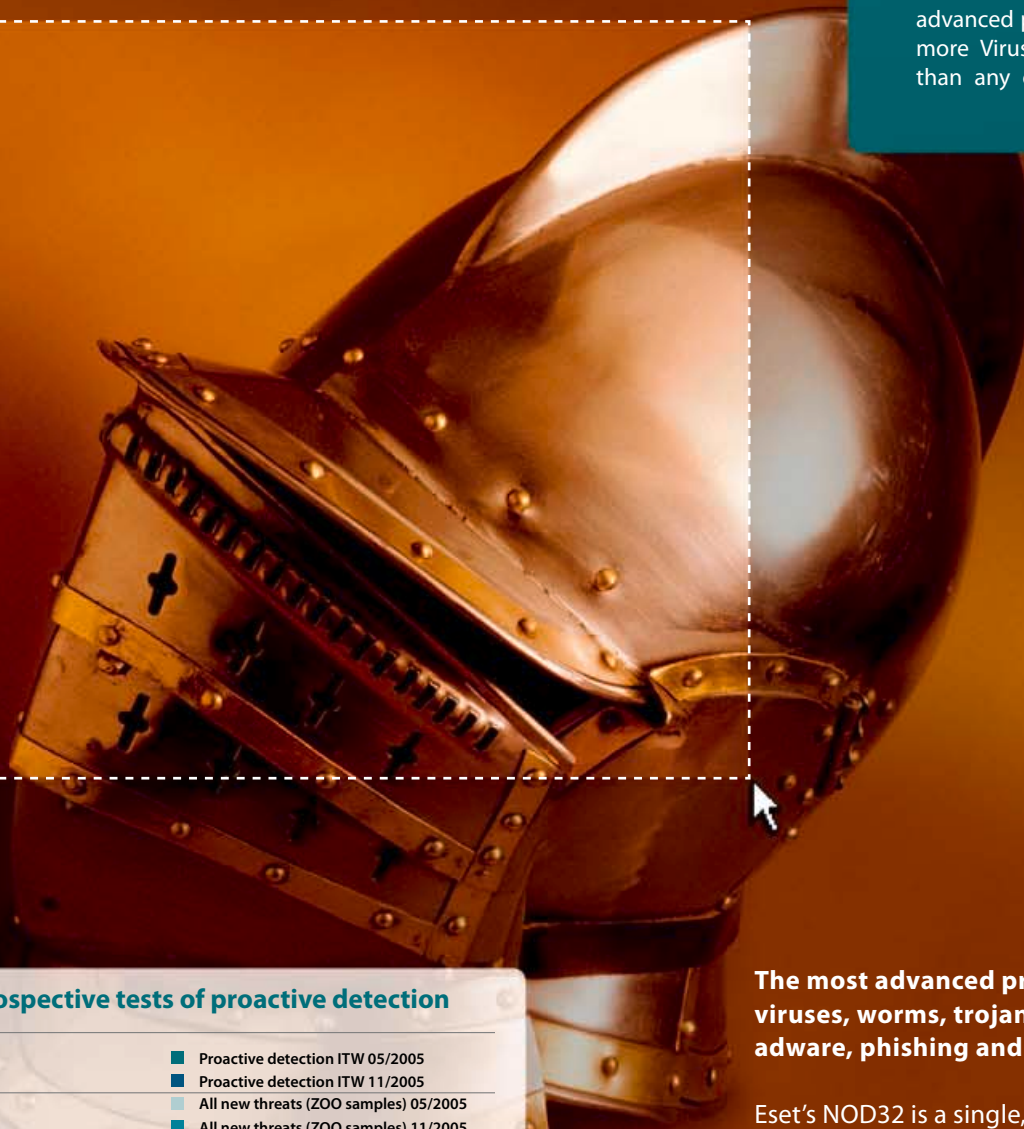 advanced
more Virus
than any
ospective tests of proactive detection
Proactive detection ITW 05/2005
Proactive detection ITW 11/2005
All new threats (ZOO samples) 05/2005
All new threats (ZOO samples) 11/2005
The most advanced
viruses, worms, trojan
adware, phishing and
Eset's NOD32 is a single,